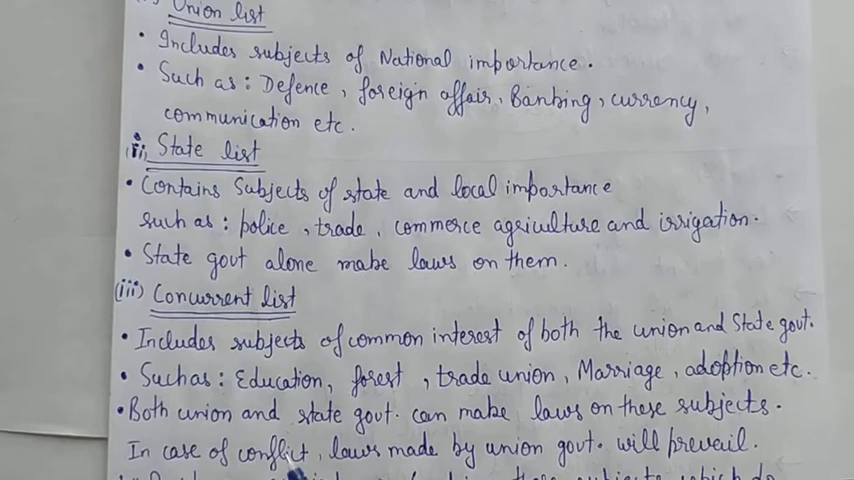 Union list
• Includes subjects of National importance.
• Such as: Defence, foreign affair, Banking, currency,
communication etc.
(ii) State list
• Contains Subjects of state and local importance
such as: police, trade, commerce agriculture and irrigation.
• State govt alone make laws on them.
(iii) Concurrent list
• Includes subjects of common interest of both the union and State govt.
• Such as: Education, forest, trade union, Marriage, adoption etc.
• Both union and state govt. can make laws on these subjects.
In case of conflict, laws made by union govt. will prevail.
these subjects which do